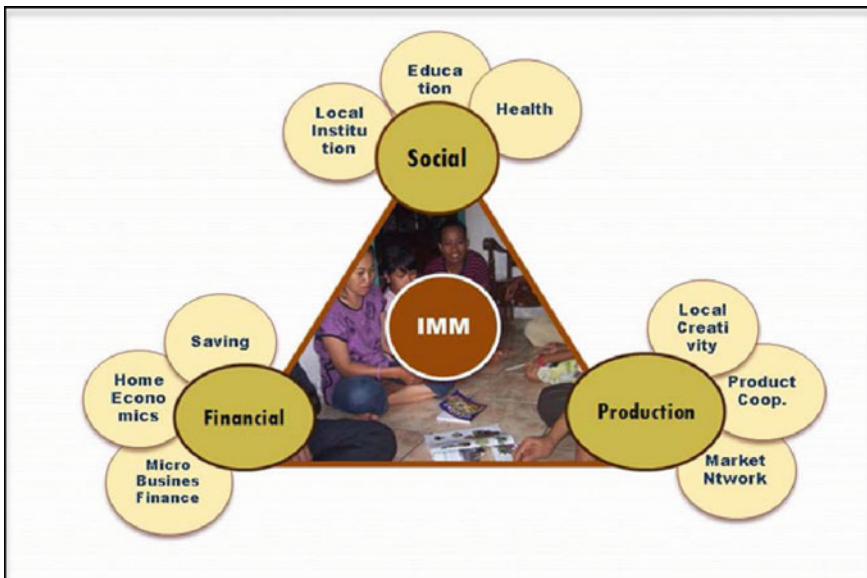 Educa
tion
Local
Institu
tion
Health
Social
IMM
Saving
Home
Econo
mics
Financial
Micro
Busines
Finance
Local
Creati
vity
Product
Coop.
Production
Market
Ntwork